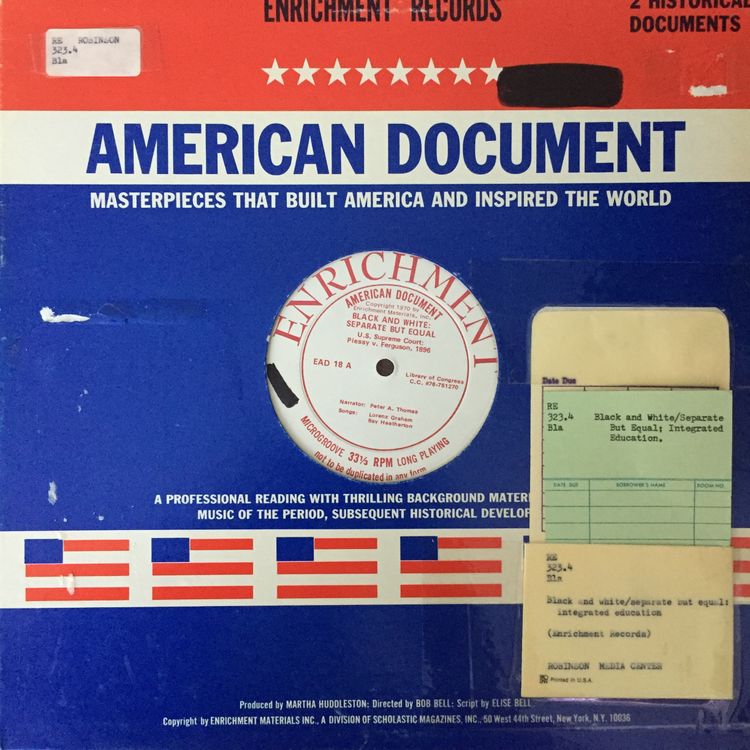 ENRICHMENT RECORDS
2 HISTORICAL
DOCUMENTS
RE ROBINSON
323.4
Bla
AMERICAN DOCUMENT
MASTERPIECES THAT BUILT AMERICA AND INSPIRED THE WORLD
ENRICHMENT
AMERICAN DOCUMENT
Copyright 1970 by
Enrichment Materials, Inc.
BLACK AND WHITE:
SEPARATE BUT EQUAL
U.S. Supreme Court:
Plessy v. Ferguson, 1896
EAD 18 A
Library of Congress
C.C. #78-751270
Narrator: Peter A. Thomas
Songs: Lorenz Graham
Ray Heatherton
MICROGROOVE 33⅓ RPM LONG PLAYING
not to be duplicated in any form
Date Due
RE
323.4 Black and White/Separate
Bla But Equal; Integrated
Education.
DATE DUE BORROWER'S NAME ROOM NO.
A PROFESSIONAL READING WITH THRILLING BACKGROUND MATERI
MUSIC OF THE PERIOD, SUBSEQUENT HISTORICAL DEVELOP
RE
323.4
Bla
Black and white/separate but equal:
Integrated education
(Enrichment Records)
ROBINSON MEDIA CENTER
Printed in U.S.A.
Produced by MARTHA HUDDLESTON: Directed by BOB BELL: Script by ELISE BELL
Copyright by ENRICHMENT MATERIALS INC., A DIVISION OF SCHOLASTIC MAGAZINES, INC., 50 West 44th Street, New York, N.Y. 10036